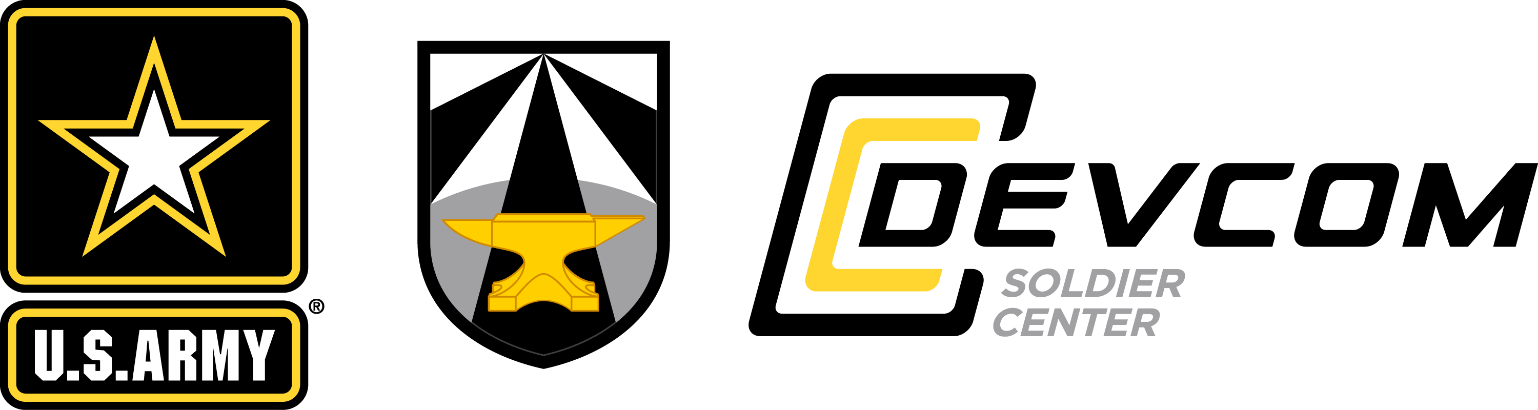 U.S.ARMY
®
DEVCOM
SOLDIER
CENTER